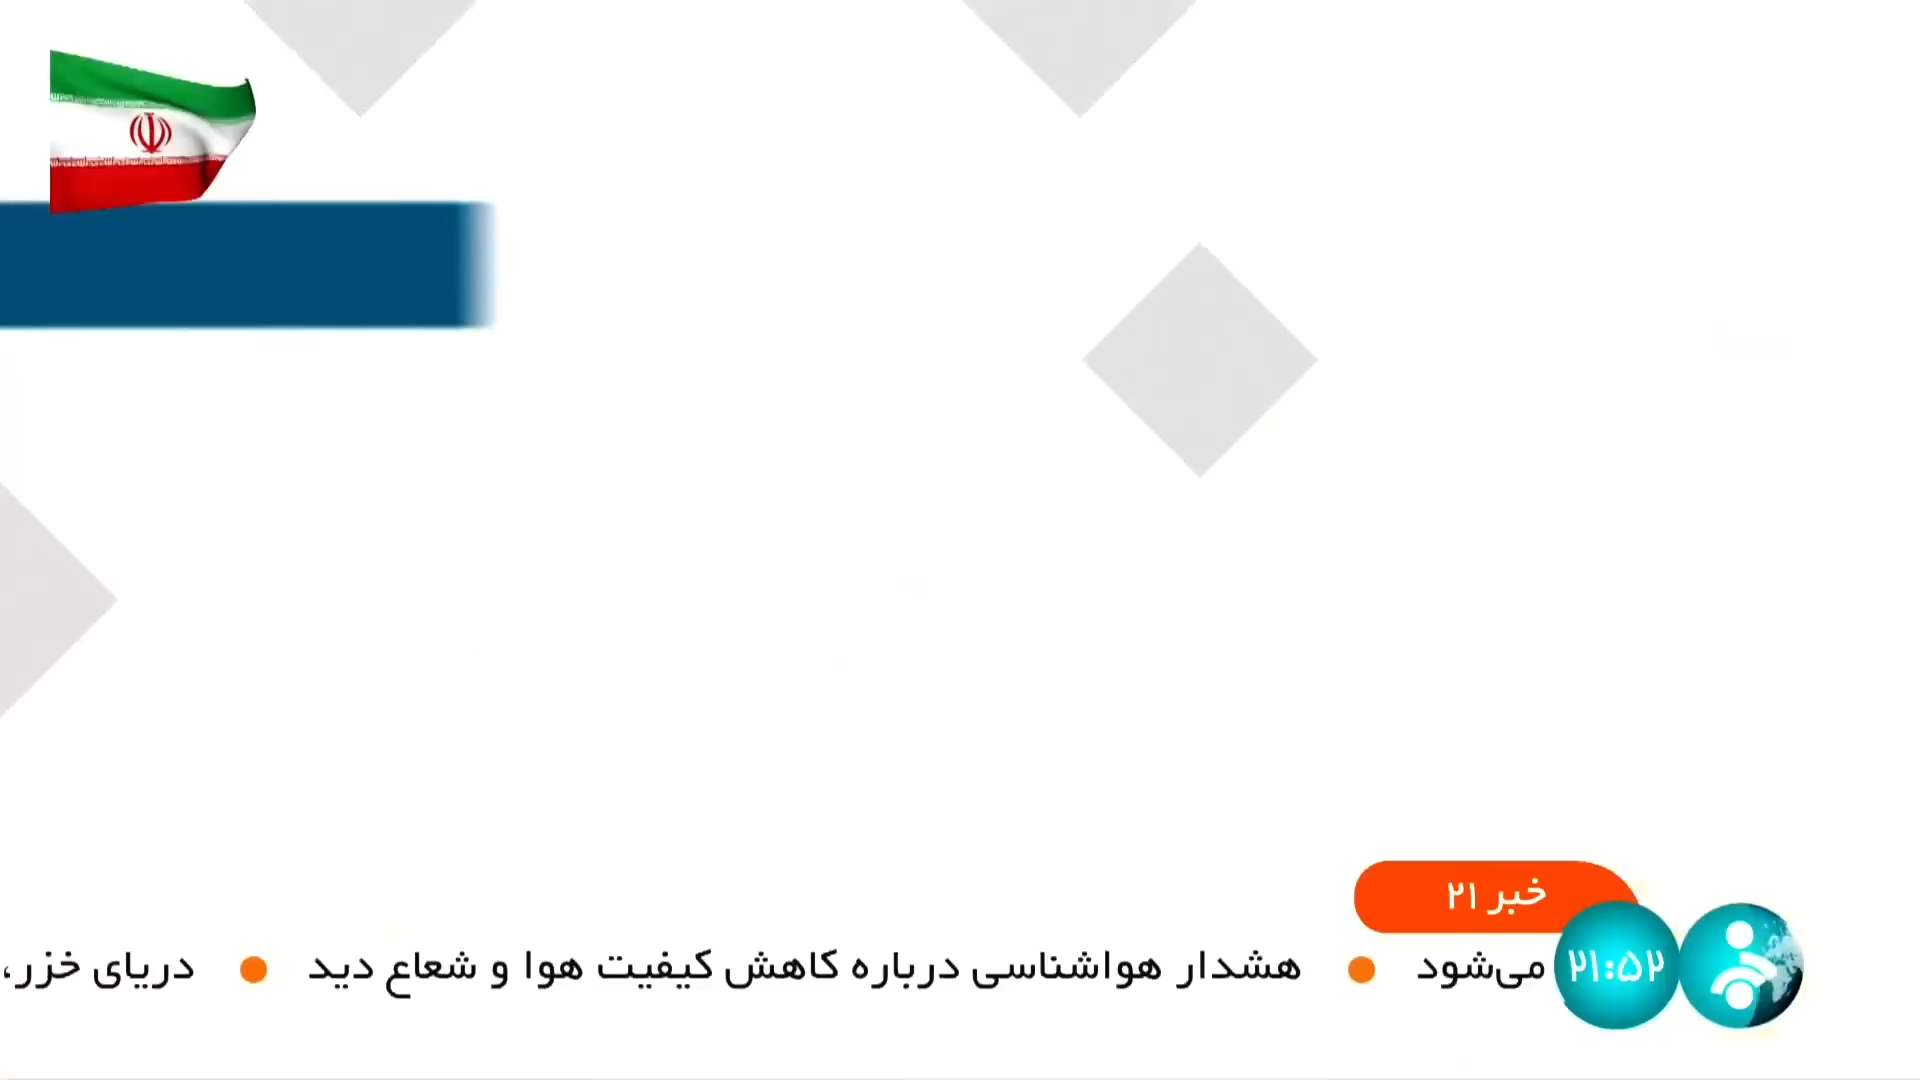 خبر ۲۱
۲۱:۵۲
می‌شود ● هشدار هواشناسی درباره کاهش کیفیت هوا و شعاع دید ● دریای خزر،